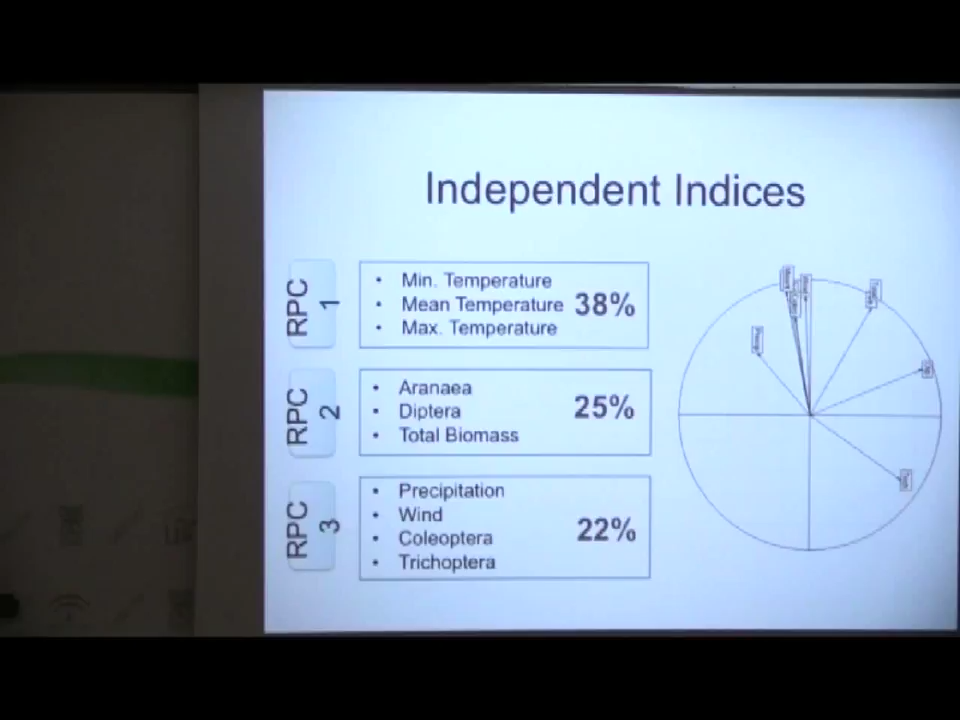 Independent Indices
RPC 1
• Min. Temperature
• Mean Temperature
• Max. Temperature
38%
RPC 2
• Aranaea
• Diptera
• Total Biomass
25%
RPC 3
• Precipitation
• Wind
• Coleoptera
• Trichoptera
22%